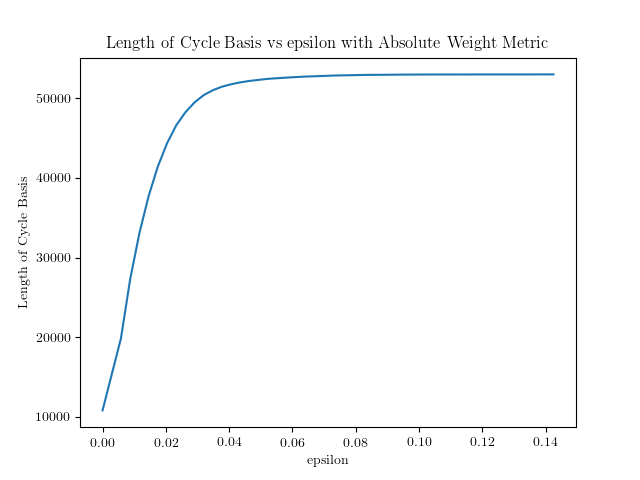 Length of Cycle Basis vs epsilon with Absolute Weight Metric
Length of Cycle Basis
50000
40000
30000
20000
10000
0.00 0.02 0.04 0.06 0.08 0.10 0.12 0.14
epsilon